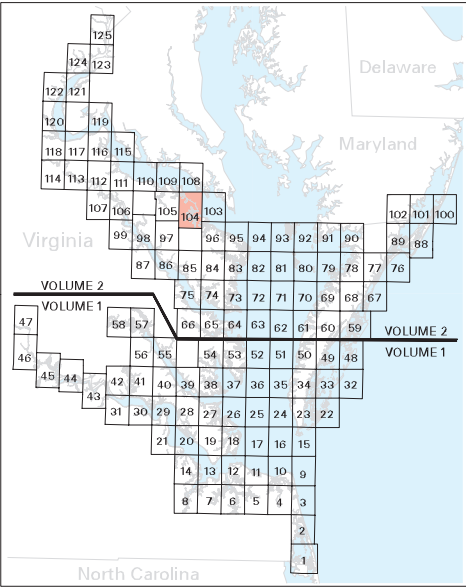 125
124 123
Delaware
122 121
120 119
Maryland
118 117 116 115
114 113 112 111 110 109 108
107 106 105 104 103 102 101 100
Virginia
99 98 97 96 95 94 93 92 91 90 89 88
87 86 85 84 83 82 81 80 79 78 77 76
VOLUME 2
75 74 73 72 71 70 69 68 67
VOLUME 1
47 58 57 66 65 64 63 62 61 60 59
VOLUME 2
VOLUME 1
46 56 55 54 53 52 51 50 49 48
45 44 43 42 41 40 39 38 37 36 35 34 33 32
31 30 29 28 27 26 25 24 23 22
21 20 19 18 17 16 15
14 13 12 11 10 9
8 7 6 5 4 3
2
1
North Carolina